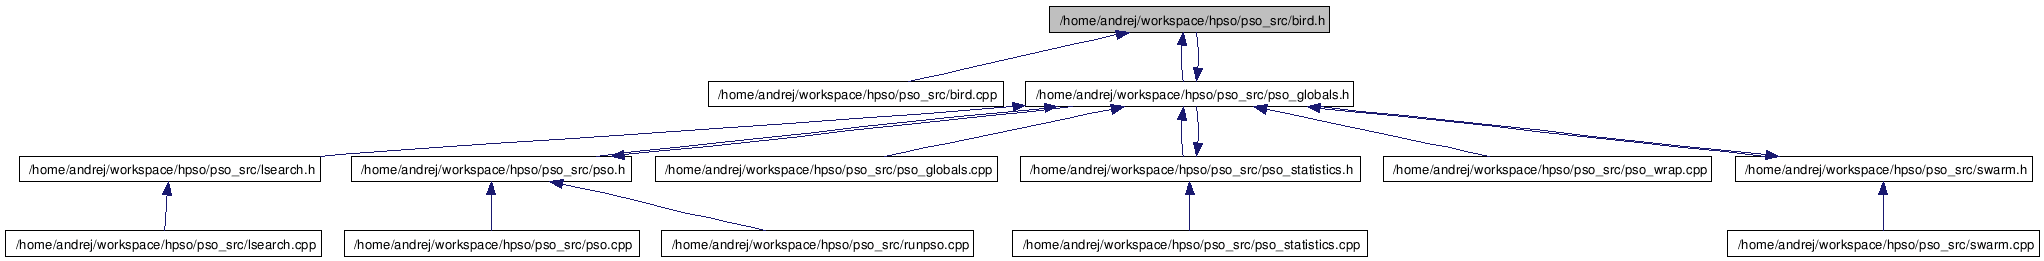 /home/andrej/workspace/hpso/pso_src/bird.h
/home/andrej/workspace/hpso/pso_src/bird.cpp
/home/andrej/workspace/hpso/pso_src/pso_globals.h
/home/andrej/workspace/hpso/pso_src/lsearch.h
/home/andrej/workspace/hpso/pso_src/pso.h
/home/andrej/workspace/hpso/pso_src/pso_globals.cpp
/home/andrej/workspace/hpso/pso_src/pso_statistics.h
/home/andrej/workspace/hpso/pso_src/pso_wrap.cpp
/home/andrej/workspace/hpso/pso_src/swarm.h
/home/andrej/workspace/hpso/pso_src/lsearch.cpp
/home/andrej/workspace/hpso/pso_src/pso.cpp
/home/andrej/workspace/hpso/pso_src/runpso.cpp
/home/andrej/workspace/hpso/pso_src/pso_statistics.cpp
/home/andrej/workspace/hpso/pso_src/swarm.cpp